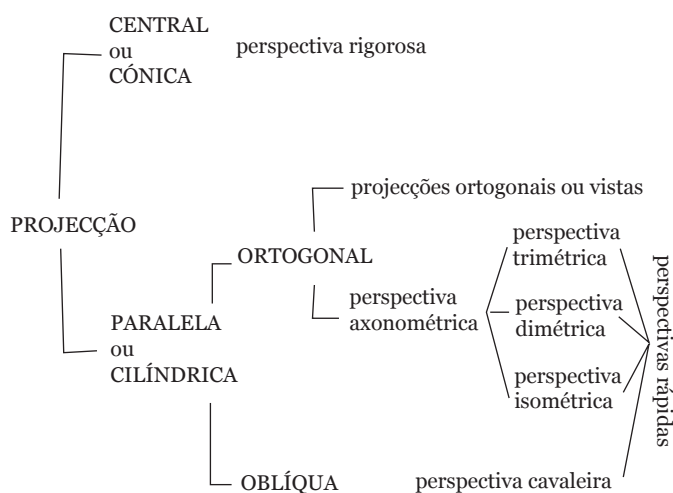 CENTRAL
ou
CÓNICA
perspectiva rigorosa
projecções ortogonais ou vistas
PROJECÇÃO
ORTOGONAL
perspectiva
trimétrica
perspectiva
axonométrica
perspectiva
dimétrica
perspectivas rápidas
PARALELA
ou
CILÍNDRICA
perspectiva
isométrica
OBLÍQUA
perspectiva cavaleira